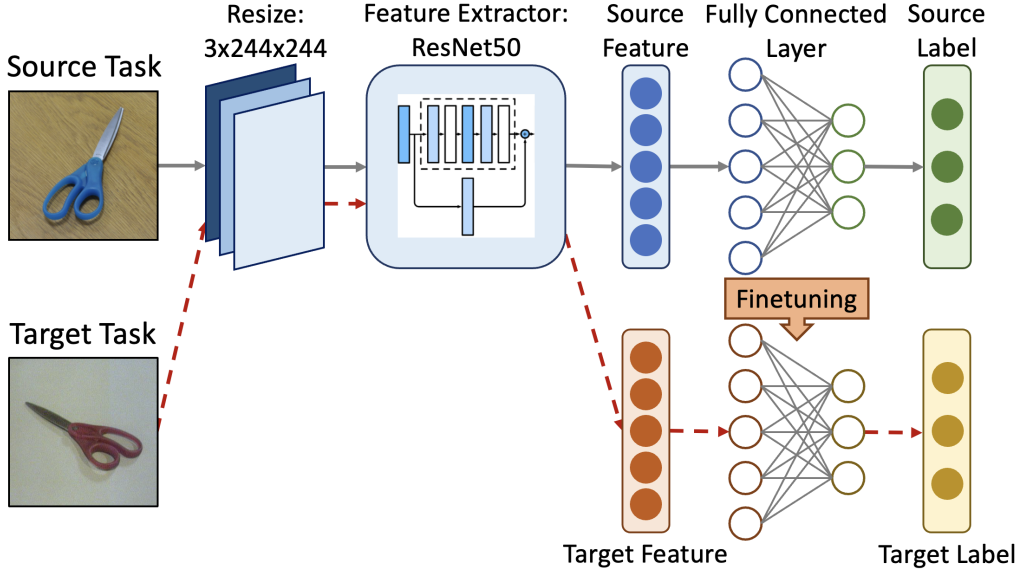 Resize:
3x244x244
Feature Extractor:
ResNet50
Source
Feature
Fully Connected
Layer
Source
Label
Source Task
Finetuning
Target Task
Target Feature
Target Label